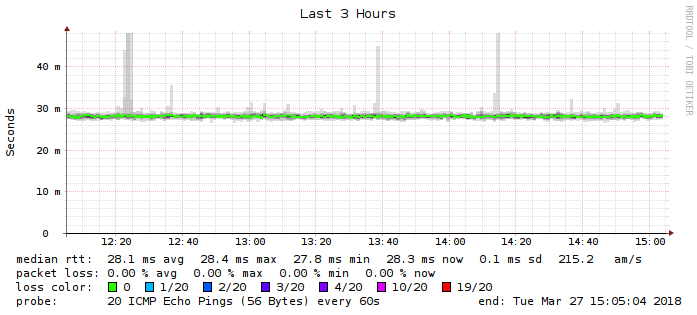 Last 3 Hours
RRDTOOL / TOBI OETIKER
Seconds
40 m
30 m
20 m
10 m
0
12:20 12:40 13:00 13:20 13:40 14:00 14:20 14:40 15:00
median rtt: 28.1 ms avg 28.4 ms max 27.8 ms min 28.3 ms now 0.1 ms sd 215.2 am/s
packet loss: 0.00 % avg 0.00 % max 0.00 % min 0.00 % now
loss color: 0 1/20 2/20 3/20 4/20 10/20 19/20
probe: 20 ICMP Echo Pings (56 Bytes) every 60s end: Tue Mar 27 15:05:04 2018